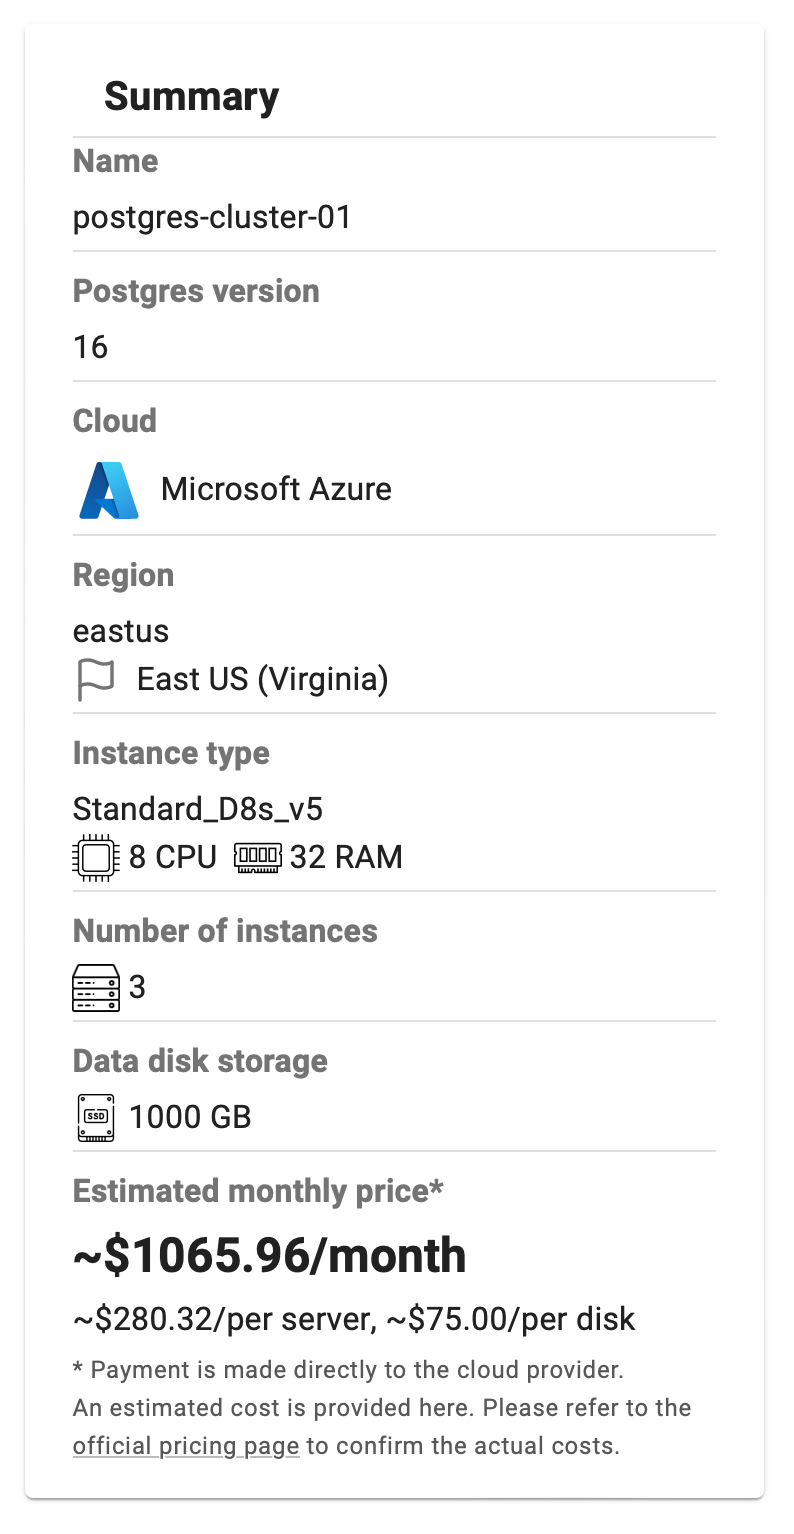 Summary
Name
postgres-cluster-01
Postgres version
16
Cloud
Microsoft Azure
Region
eastus
East US (Virginia)
Instance type
Standard_D8s_v5
8 CPU 32 RAM
Number of instances
3
Data disk storage
SSD 1000 GB
Estimated monthly price*
~$1065.96/month
~$280.32/per server, ~$75.00/per disk
* Payment is made directly to the cloud provider.
An estimated cost is provided here. Please refer to the
official pricing page to confirm the actual costs.